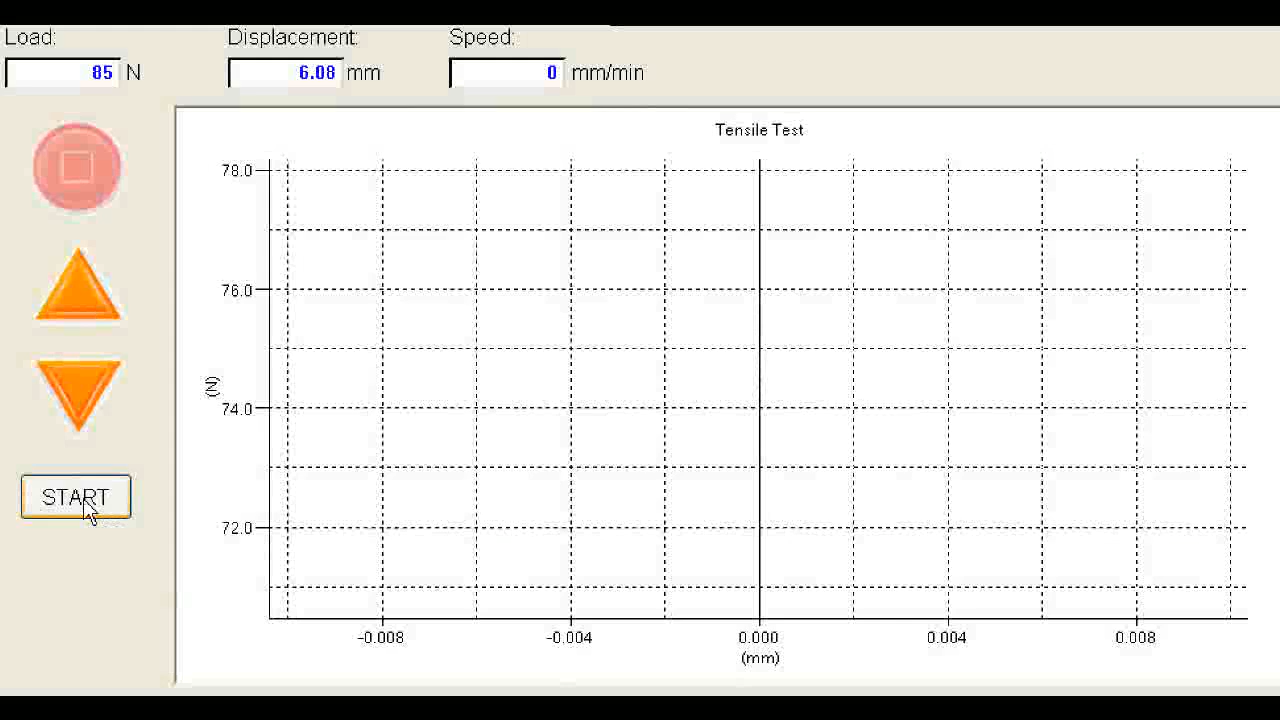 Load: Displacement: Speed:
85 N 6.08 mm 0 mm/min
Tensile Test
78.0
76.0
(N)
74.0
START
72.0
-0.008 -0.004 0.000 0.004 0.008
(mm)